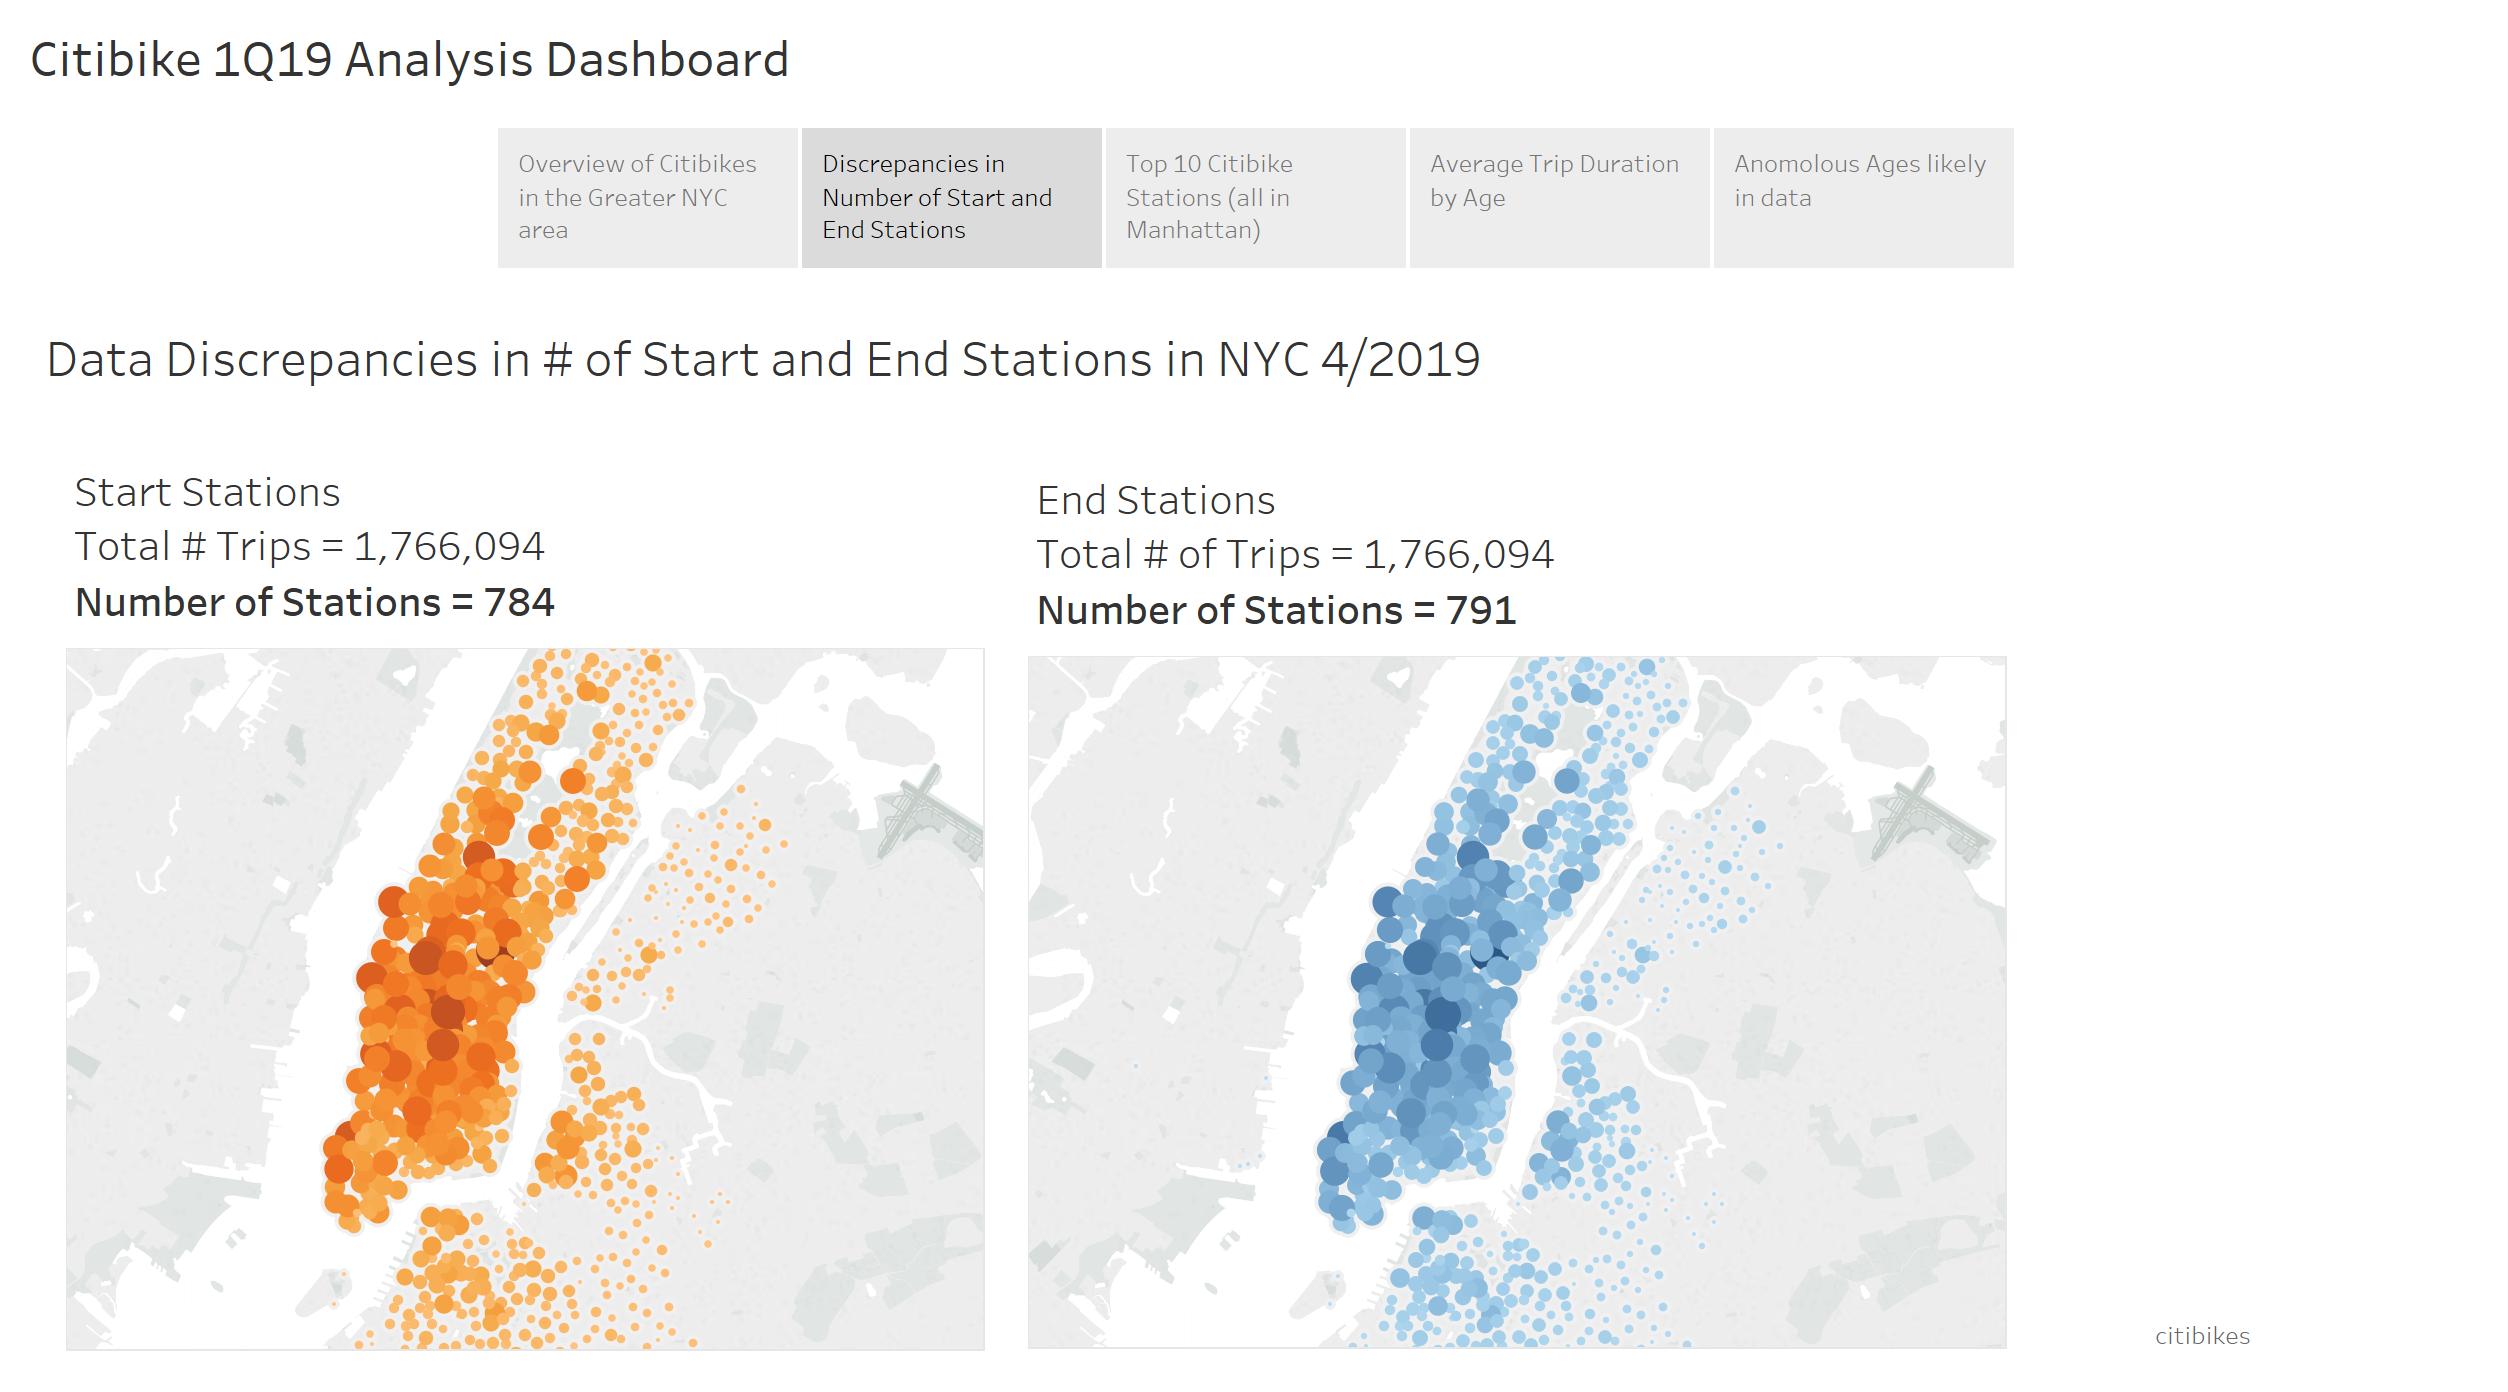 Citibike 1Q19 Analysis Dashboard
Overview of Citibikes
in the Greater NYC
area
Discrepancies in
Number of Start and
End Stations
Top 10 Citibike
Stations (all in
Manhattan)
Average Trip Duration
by Age
Anomolous Ages likely
in data
Data Discrepancies in # of Start and End Stations in NYC 4/2019
Start Stations
Total # Trips = 1,766,094
Number of Stations = 784
End Stations
Total # of Trips = 1,766,094
Number of Stations = 791
citibikes